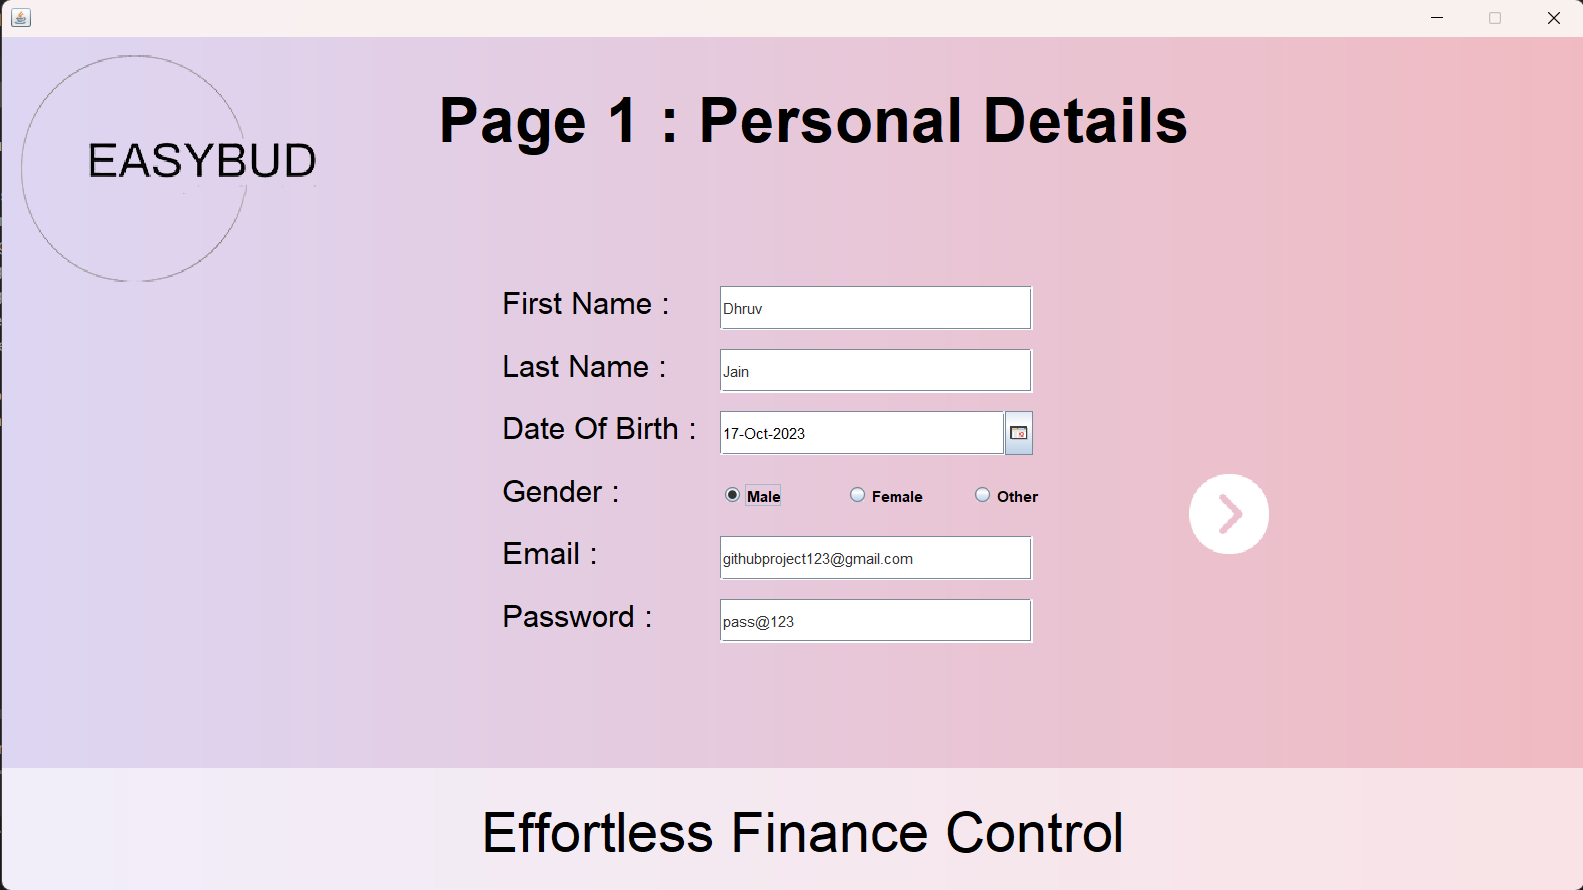 EASYBUD
Page 1 : Personal Details
First Name : Dhruv
Last Name : Jain
Date Of Birth : 17-Oct-2023
Gender : Male Female Other
Email : githubproject123@gmail.com
Password : pass@123
Effortless Finance Control